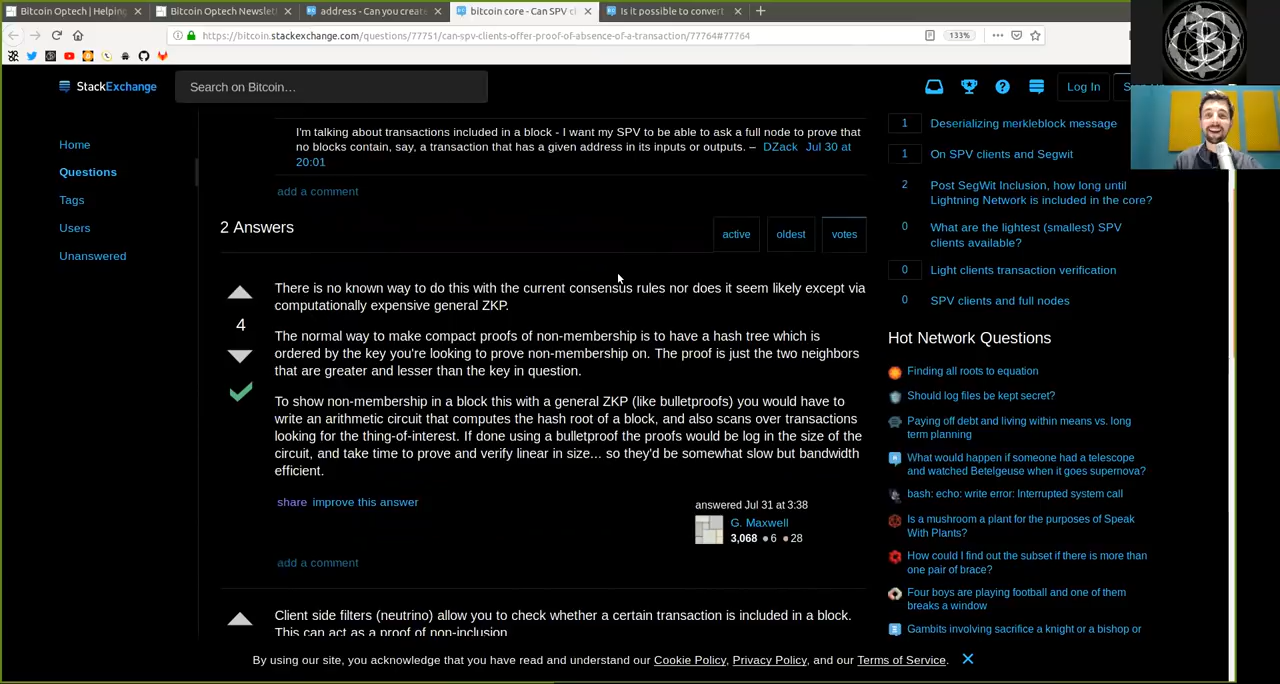 Bitcoin Optech | Helping
Bitcoin Optech Newslett
address - Can you create
bitcoin core - Can SPV cl
Is it possible to convert
https://bitcoin.stackexchange.com/questions/77751/can-spv-clients-offer-proof-of-absence-of-a-transaction/77764#77764
133%
StackExchange
Search on Bitcoin…
Log In
Home
Questions
Tags
Users
Unanswered
I'm talking about transactions included in a block - I want my SPV to be able to ask a full node to prove that
no blocks contain, say, a transaction that has a given address in its inputs or outputs. – DZack Jul 30 at
20:01
add a comment
2 Answers
active
oldest
votes
There is no known way to do this with the current consensus rules nor does it seem likely except via
computationally expensive general ZKP.
4
The normal way to make compact proofs of non-membership is to have a hash tree which is
ordered by the key you're looking to prove non-membership on. The proof is just the two neighbors
that are greater and lesser than the key in question.
To show non-membership in a block this with a general ZKP (like bulletproofs) you would have to
write an arithmetic circuit that computes the hash root of a block, and also scans over transactions
looking for the thing-of-interest. If done using a bulletproof the proofs would be log in the size of the
circuit, and take time to prove and verify linear in size... so they'd be somewhat slow but bandwidth
efficient.
share improve this answer
answered Jul 31 at 3:38
G. Maxwell
3,068 ●6 ●28
add a comment
Client side filters (neutrino) allow you to check whether a certain transaction is included in a block.
This can act as a proof of non-inclusion
1 Deserializing merkleblock message
1 On SPV clients and Segwit
2 Post SegWit Inclusion, how long until
Lightning Network is included in the core?
0 What are the lightest (smallest) SPV
clients available?
0 Light clients transaction verification
0 SPV clients and full nodes
Hot Network Questions
Finding all roots to equation
Should log files be kept secret?
Paying off debt and living within means vs. long
term planning
What would happen if someone had a telescope
and watched Betelgeuse when it goes supernova?
bash: echo: write error: Interrupted system call
Is a mushroom a plant for the purposes of Speak
With Plants?
How could I find out the subset if there is more than
one pair of brace?
Four boys are playing football and one of them
breaks a window
Gambits involving sacrifice a knight or a bishop or
By using our site, you acknowledge that you have read and understand our Cookie Policy, Privacy Policy, and our Terms of Service.